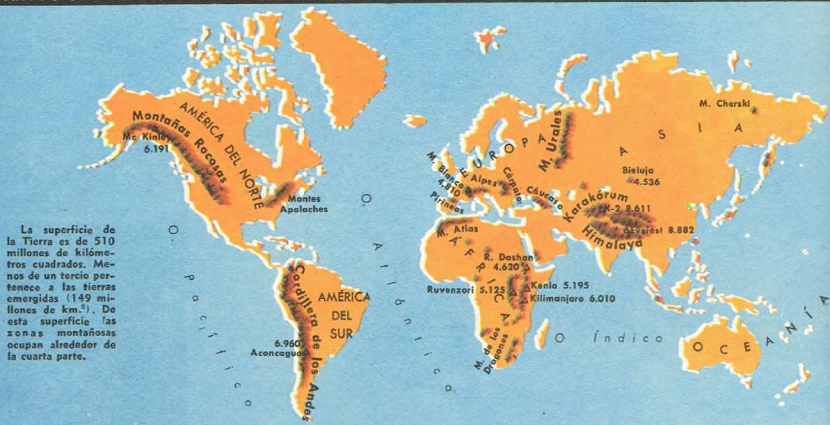 AMÉRICA DEL NORTE
Montañas Rocosas
Mc Kinley
6.191
Montes
Apalaches
La superficie de
la Tierra es de 510
millones de kilóme-
tros cuadrados. Me-
nos de un tercio per-
tenece a las tierras
emergidas (149 mi-
llones de km.²). De
esta superficie las
zonas montañosas
ocupan alrededor de
la cuarta parte.
O. Pacífico
O. Atlántico
Cordillera de los Andes
AMÉRICA
DEL
SUR
6.960
Aconcagua
EUROPA
M. Urales
ASIA
M. Cherski
M. Blanco
4.810
Alpes
Cárpatos
Cáucaso
Pirineos
Bieluja
4.536
Karakórum
K-2 8.611
Everest 8.882
Himalaya
M. Atlas
ÁFRICA
R. Dashan
4.620
Ruvenzori 5.125
Kenia 5.195
Kilimanjaro 6.010
M. de los
Dragones
O. Índico
OCEANÍA